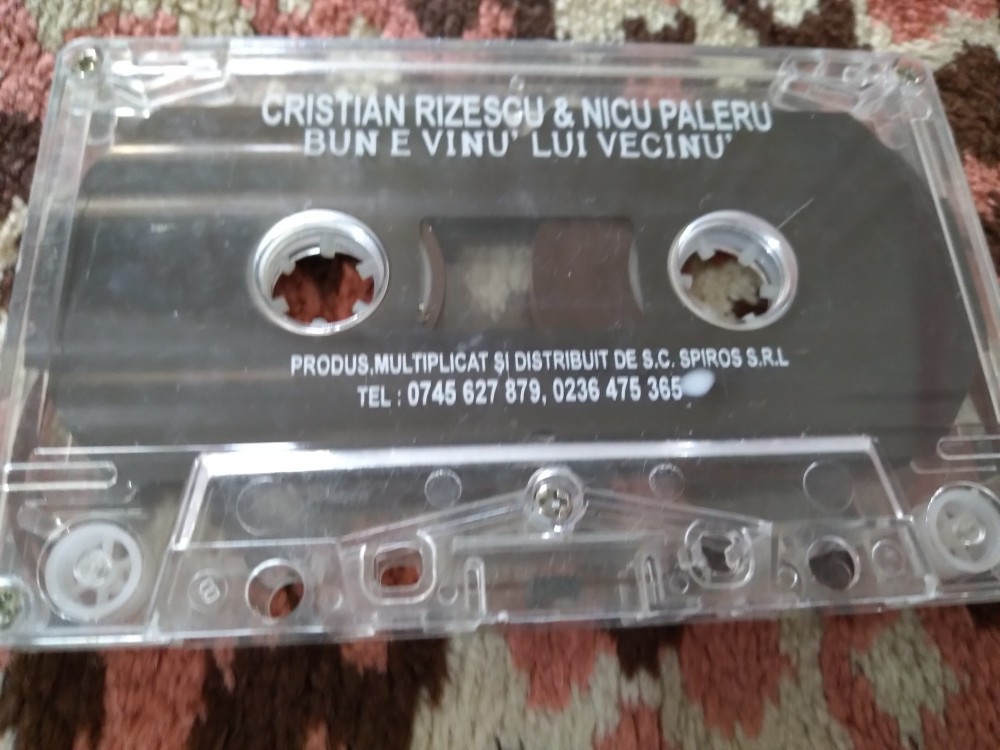 CRISTIAN RIZESCU & NICU PALERU
BUN E VINU' LUI VECINU'
PRODUS,MULTIPLICAT ȘI DISTRIBUIT DE S.C. SPIROS S.R.L
TEL : 0745 627 879, 0236 475 365